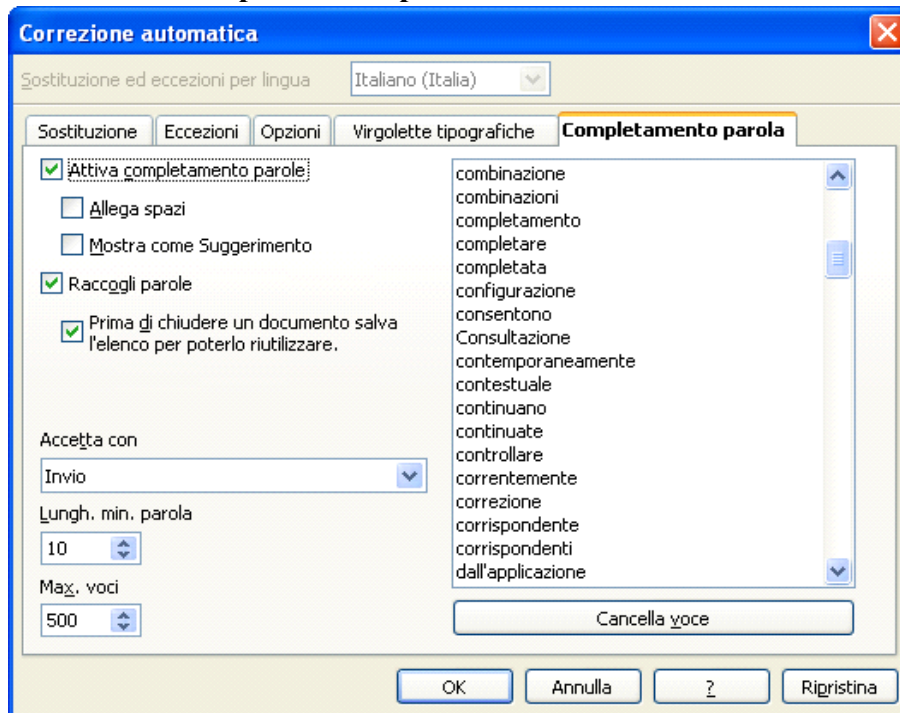 Correzione automatica
Sostituzione ed eccezioni per lingua
Italiano (Italia)
Sostituzione
Eccezioni
Opzioni
Virgolette tipografiche
Completamento parola
Attiva completamento parole
Allega spazi
Mostra come Suggerimento
Raccogli parole
Prima di chiudere un documento salva
l'elenco per poterlo riutilizzare.
Accetta con
Invio
Lungh. min. parola
10
Max. voci
500
combinazione
combinazioni
completamento
completare
completata
configurazione
consentono
Consultazione
contemporaneamente
contestuale
continuano
continuate
controllare
correntemente
correzione
corrispondente
corrispondenti
dall'applicazione
Cancella voce
OK
Annulla
?
Ripristina